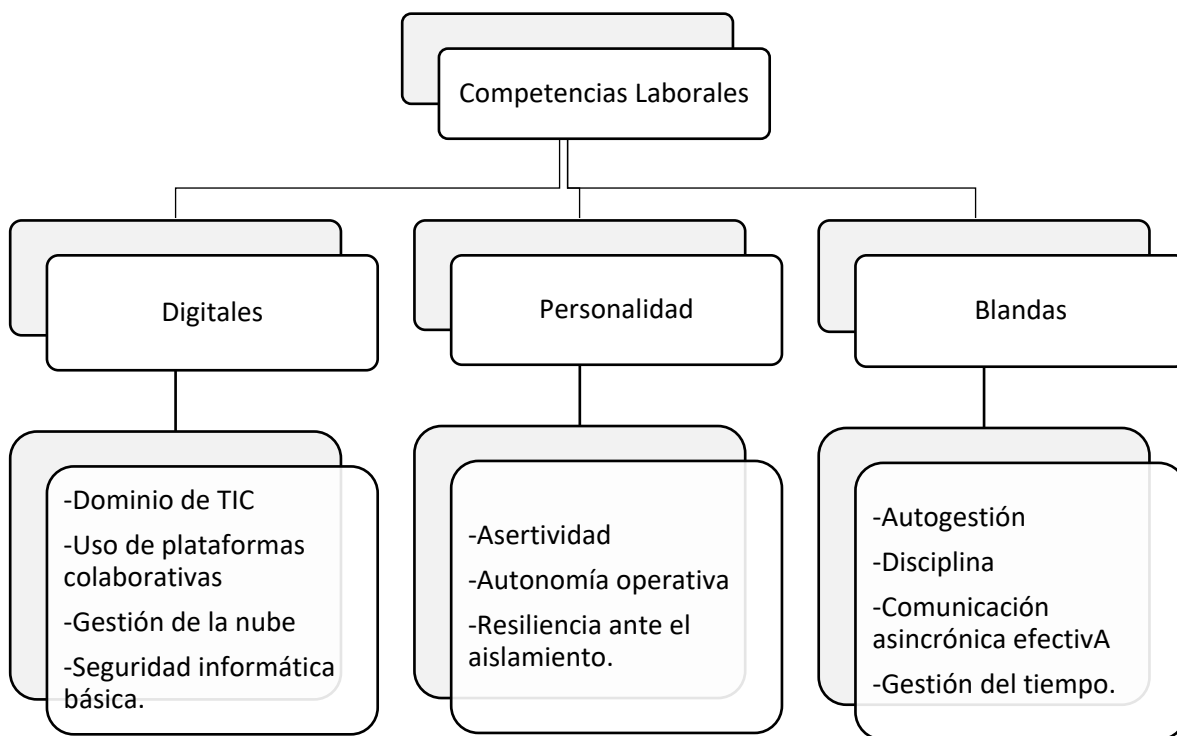 Competencias Laborales
Digitales
Personalidad
Blandas
-Dominio de TIC
-Uso de plataformas
colaborativas
-Gestión de la nube
-Seguridad informática
básica.
-Asertividad
-Autonomía operativa
-Resiliencia ante el
aislamiento.
-Autogestión
-Disciplina
-Comunicación
asincrónica efectivA
-Gestión del tiempo.